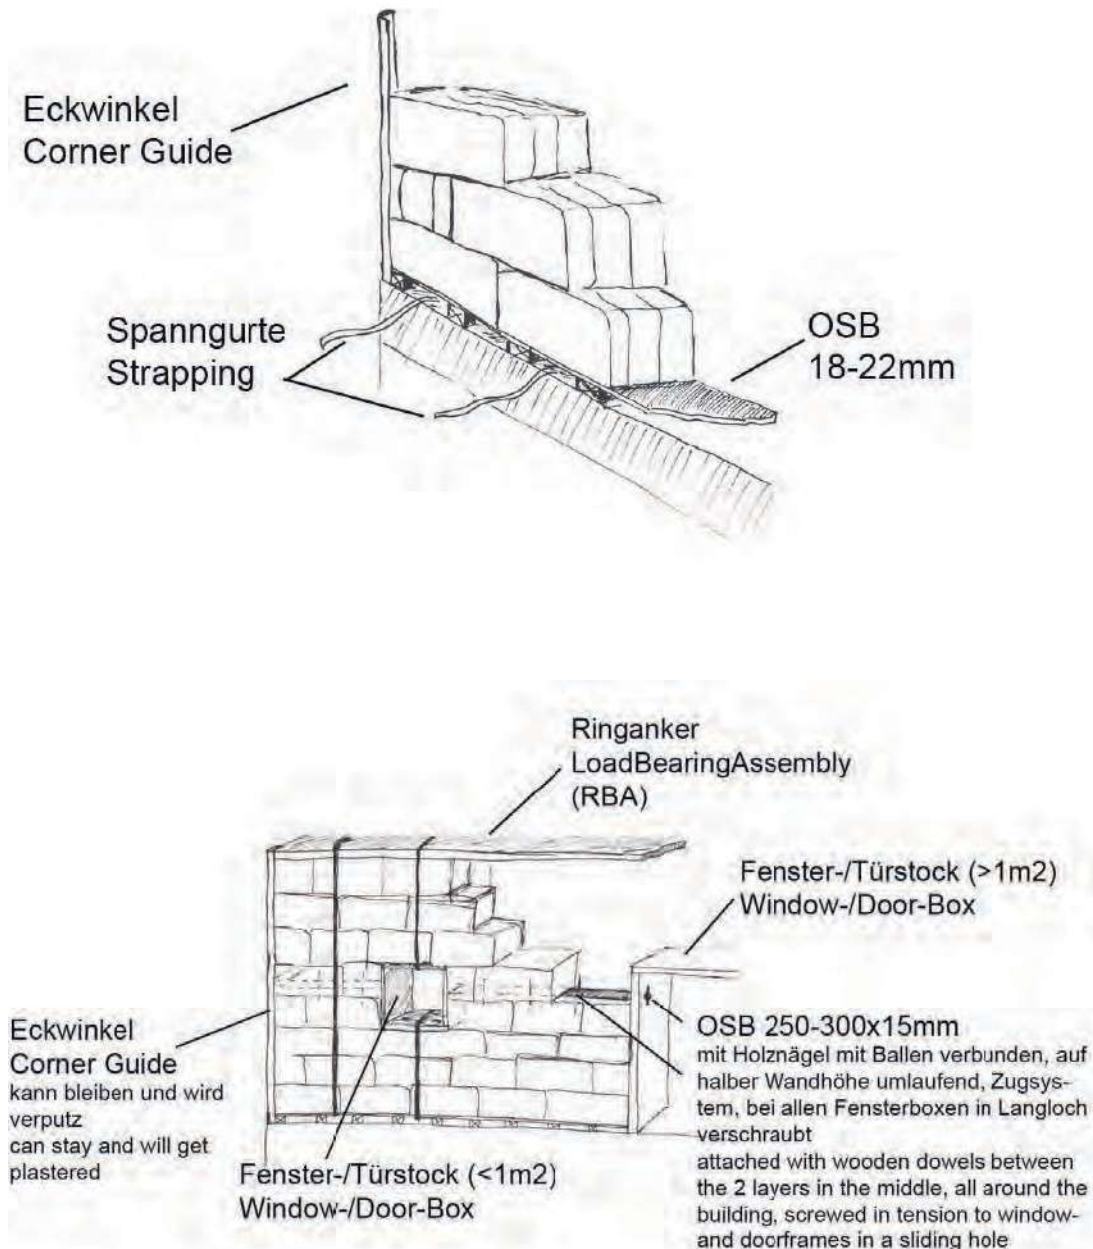 Eckwinkel
Corner Guide
Spanngurte
Strapping
OSB
18-22mm
Ringanker
LoadBearingAssembly
(RBA)
Fenster-/Türstock (>1m2)
Window-/Door-Box
Eckwinkel
Corner Guide
kann bleiben und wird
verputz
can stay and will get
plastered
Fenster-/Türstock (<1m2)
Window-/Door-Box
OSB 250-300x15mm
mit Holznägel mit Ballen verbunden, auf
halber Wandhöhe umlaufend, Zugsys-
tem, bei allen Fensterboxen in Langloch
verschraubt
attached with wooden dowels between
the 2 layers in the middle, all around the
building, screwed in tension to window-
and doorframes in a sliding hole